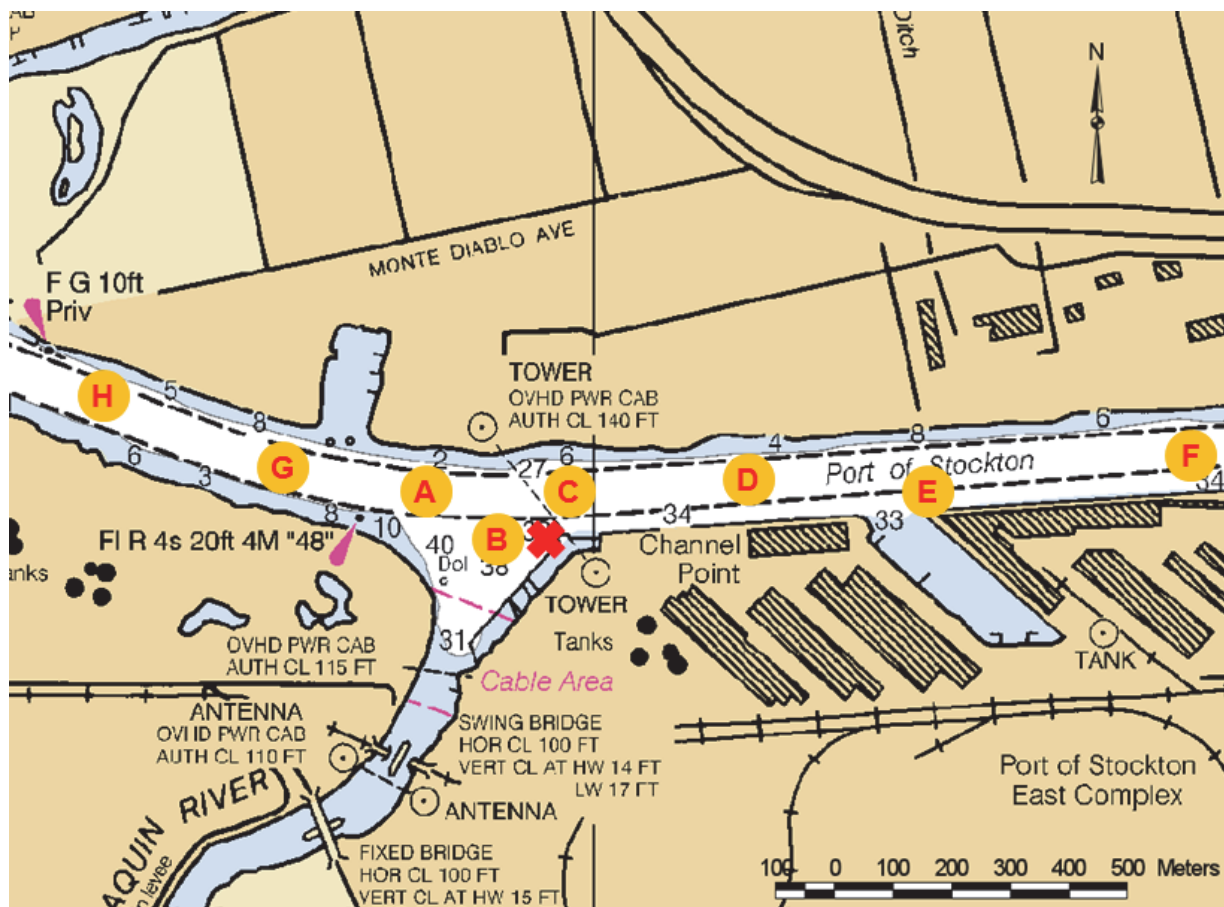 CAB
Ditch
N
MONTE DIABLO AVE
F G 10ft
Priv
TOWER
OVHD PWR CAB
AUTH CL 140 FT
H
5
8
6
4
8
6
2
27
Port of Stockton
F
G
A
C
D
E
34
6
3
8
10
B
34
33
Channel
Point
Fl R 4s 20ft 4M "48"
40
Dol
38
anks
TOWER
Tanks
31
OVHD PWR CAB
AUTH CL 115 FT
Cable Area
TANK
ANTENNA
OVHD PWR CAB
AUTH CL 110 FT
SWING BRIDGE
HOR CL 100 FT
VERT CL AT HW 14 FT
LW 17 FT
Port of Stockton
East Complex
ANTENNA
AQUIN RIVER
levee
FIXED BRIDGE
HOR CL 100 FT
VERT CL AT HW 15 FT
100 0 100 200 300 400 500 Meters